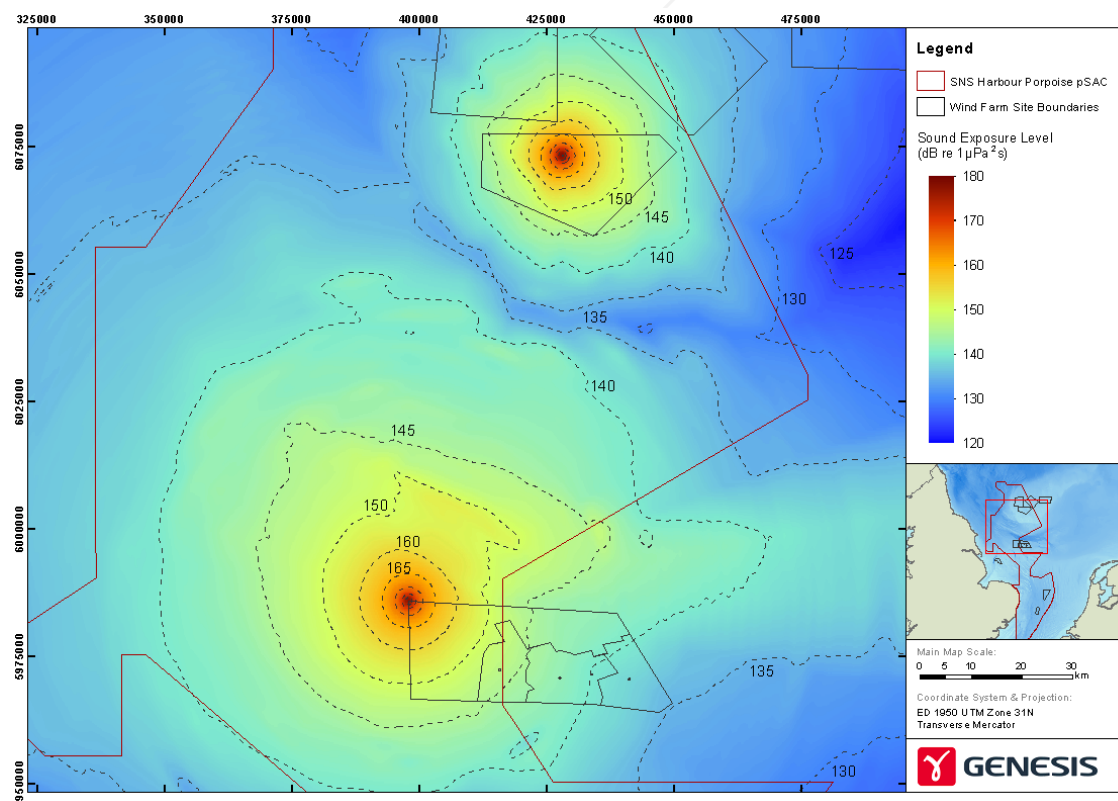 325000 350000 375000 400000 425000 450000 475000
6075000
6050000
6025000
6000000
5975000
950000
150
145
140
125
130
135
140
145
150
160
165
135
130
Legend
SNS Harbour Porpoise pSAC
Wind Farm Site Boundaries
Sound Exposure Level
(dB re 1 µPa²s)
180
170
160
150
140
130
120
Main Map Scale:
0 5 10 20 30
km
Coordinate System & Projection:
ED 1950 UTM Zone 31N
Transverse Mercator
GENESIS